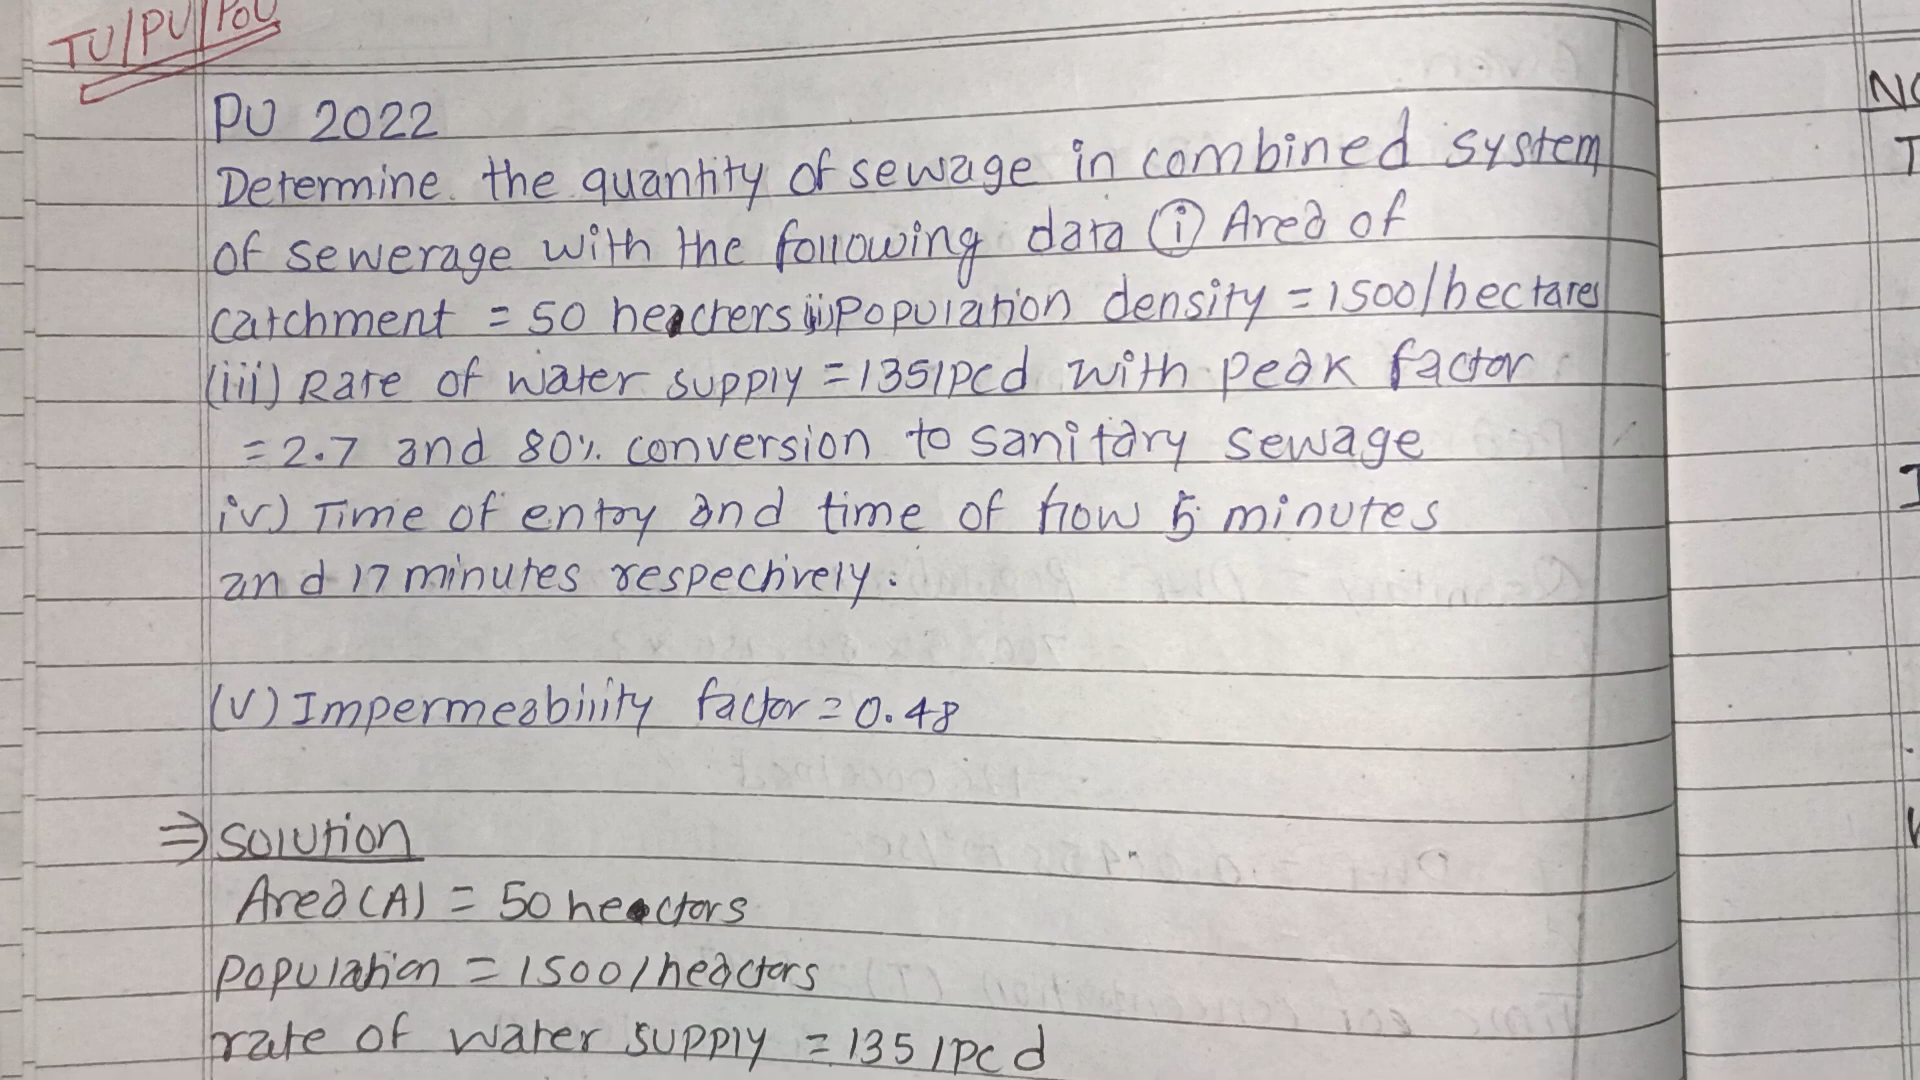 TU/PU/POU
PU 2022
Determine the quantity of sewage in combined system
of sewerage with the following data (i) Area of
catchment = 50 heacters (ii) Population density = 1500/hectares
(iii) Rate of water supply = 135 lpcd with peak factor
= 2.7 and 80% conversion to sanitary sewage
iv) Time of entry and time of flow 5 minutes
and 17 minutes respectively.
(v) Impermeability factor = 0.48
⇒ Solution
Area (A) = 50 heactors
Population = 1500/heactors
rate of water supply = 135 lpcd